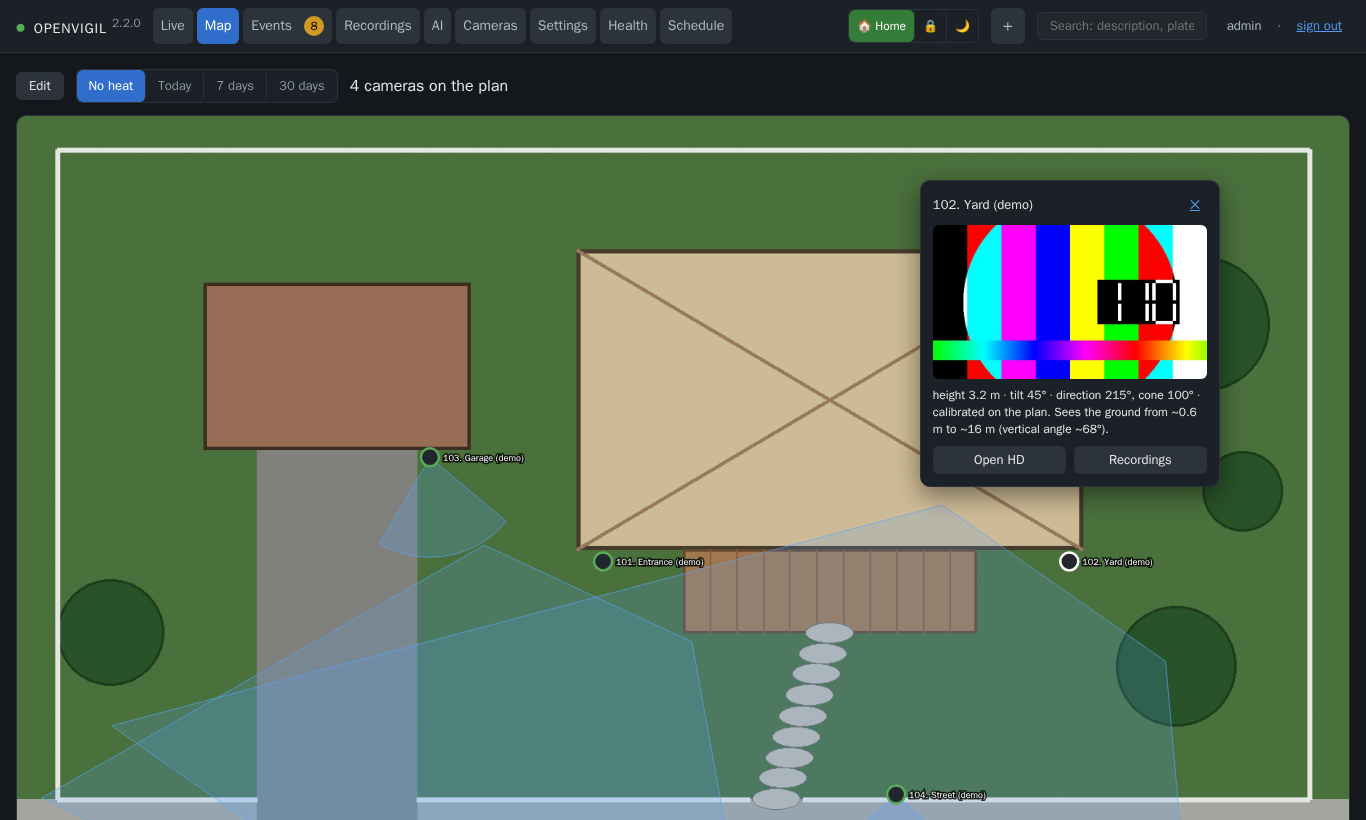 OPENVIGIL 2.2.0 Live Map Events 8 Recordings AI Cameras Settings Health Schedule Home + Search: description, plate admin · sign out
Edit No heat Today 7 days 30 days 4 cameras on the plan
102. Yard (demo) ×
110
height 3.2 m · tilt 45° · direction 215°, cone 100° ·
calibrated on the plan. Sees the ground from ~0.6
m to ~16 m (vertical angle ~68°).
Open HD Recordings
103. Garage (demo)
101. Entrance (demo)
102. Yard (demo)
104. Street (demo)